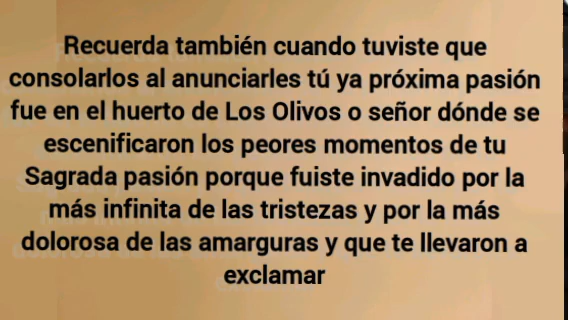 Recuerda también cuando tuviste que
consolarlos al anunciarles tú ya próxima pasión
fue en el huerto de Los Olivos o señor dónde se
escenificaron los peores momentos de tu
Sagrada pasión porque fuiste invadido por la
más infinita de las tristezas y por la más
dolorosa de las amarguras y que te llevaron a
exclamar